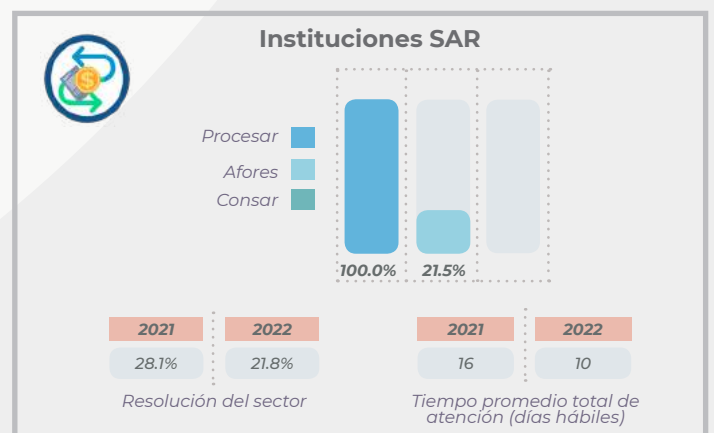 Instituciones SAR
Procesar
Afores
Consar
100.0% 21.5%
2021 2022
28.1% 21.8%
Resolución del sector
2021 2022
16 10
Tiempo promedio total de
atención (días hábiles)